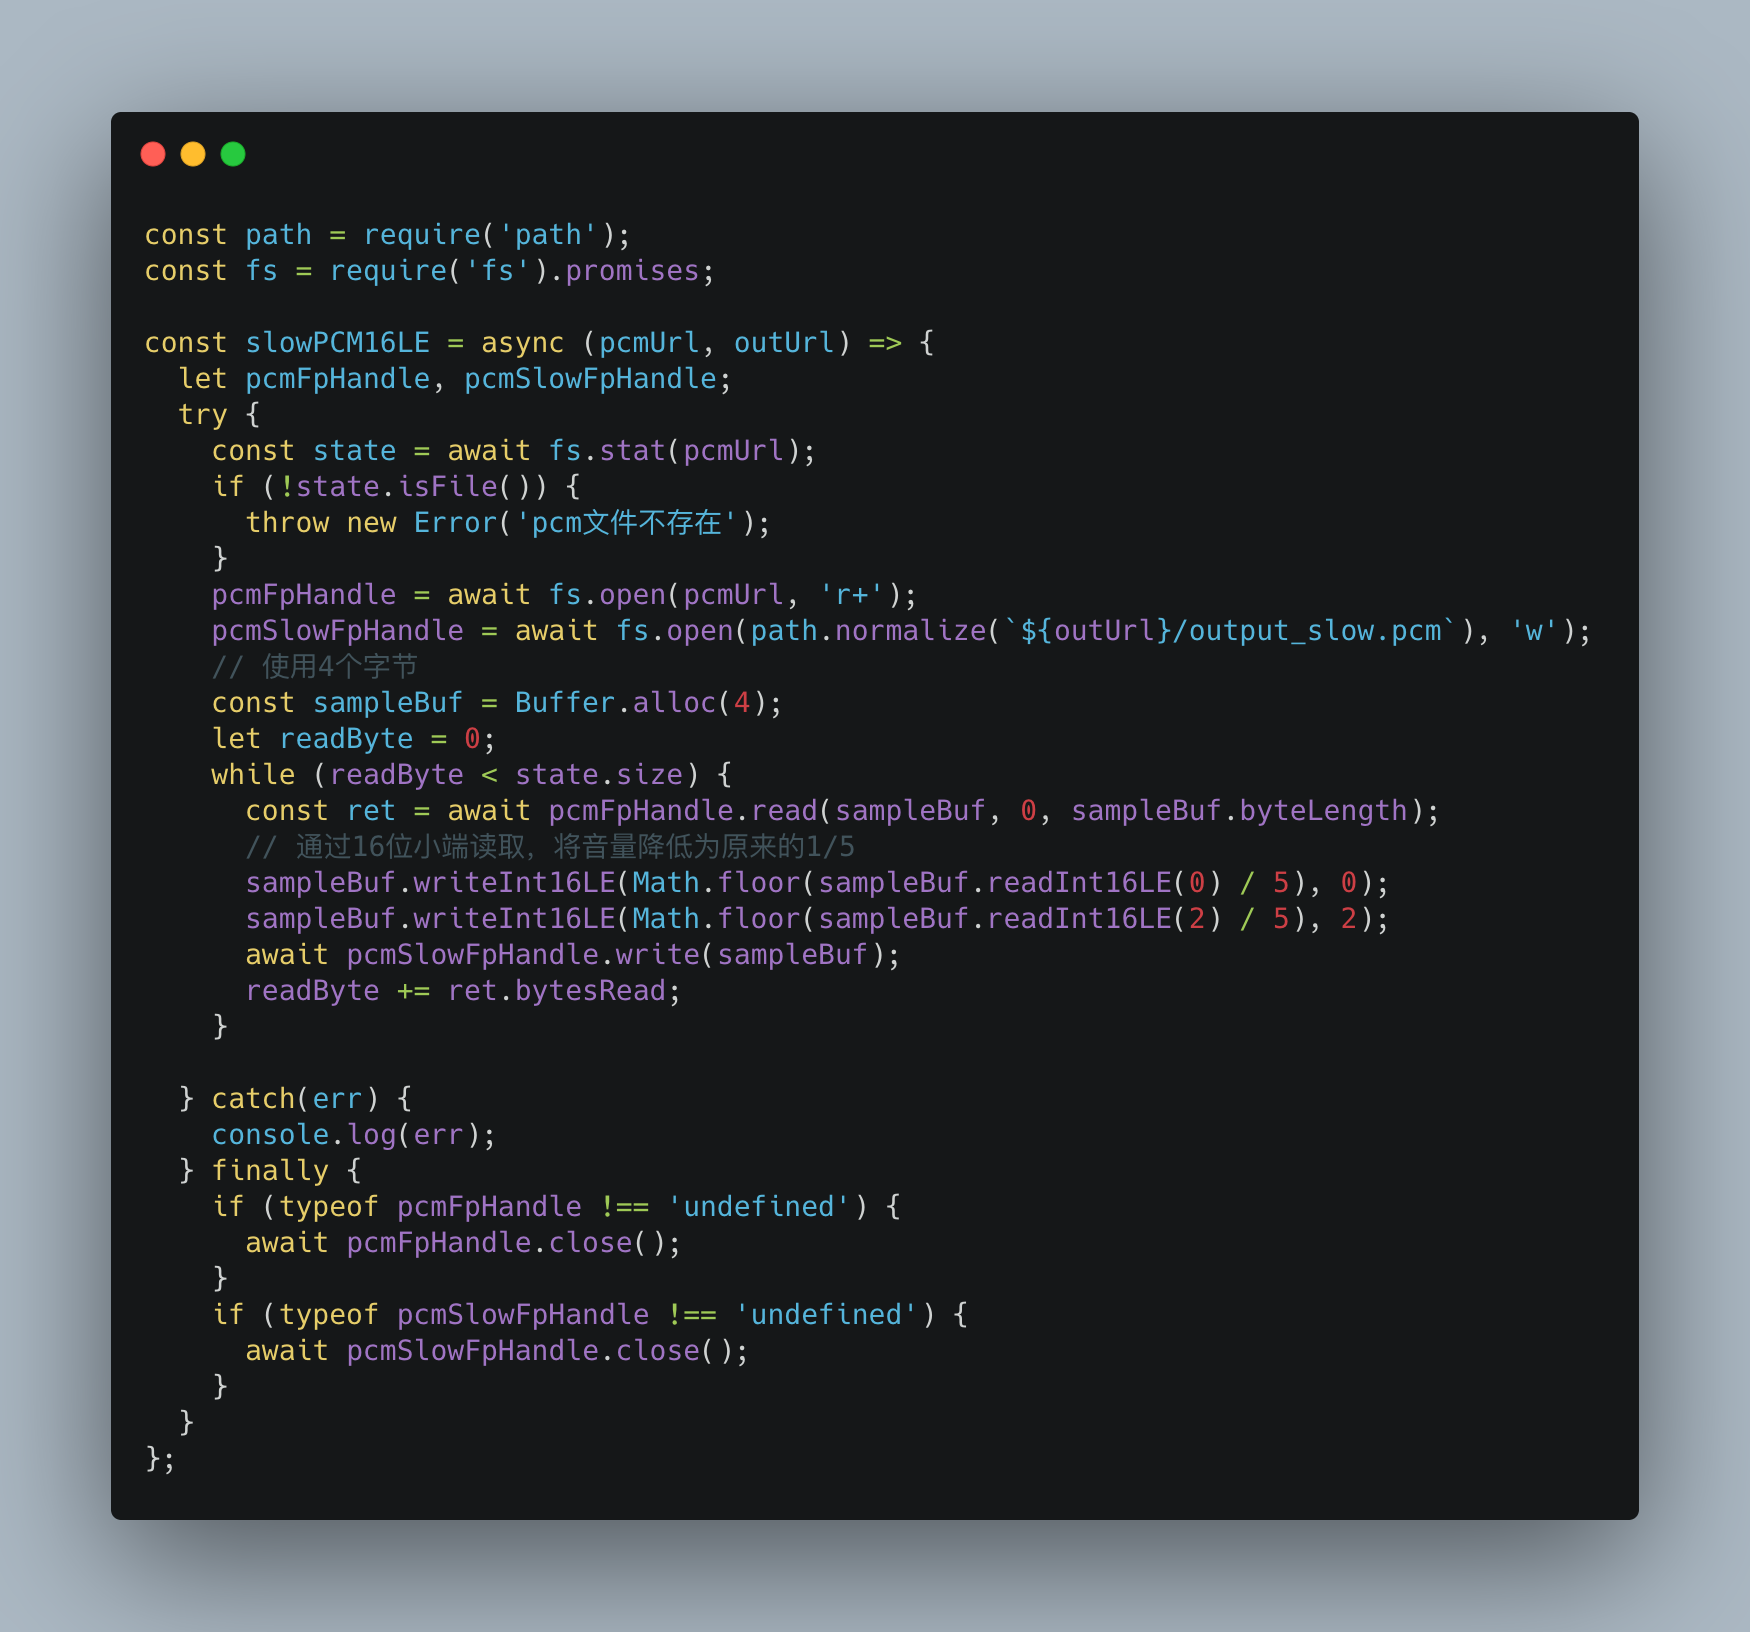 const path = require('path');
const fs = require('fs').promises;

const slowPCM16LE = async (pcmUrl, outUrl) => {
  let pcmFpHandle, pcmSlowFpHandle;
  try {
    const state = await fs.stat(pcmUrl);
    if (!state.isFile()) {
      throw new Error('pcm文件不存在');
    }
    pcmFpHandle = await fs.open(pcmUrl, 'r+');
    pcmSlowFpHandle = await fs.open(path.normalize(`${outUrl}/output_slow.pcm`), 'w');
    // 使用4个字节
    const sampleBuf = Buffer.alloc(4);
    let readByte = 0;
    while (readByte < state.size) {
      const ret = await pcmFpHandle.read(sampleBuf, 0, sampleBuf.byteLength);
      // 通过16位小端读取，将音量降低为原来的1/5
      sampleBuf.writeInt16LE(Math.floor(sampleBuf.readInt16LE(0) / 5), 0);
      sampleBuf.writeInt16LE(Math.floor(sampleBuf.readInt16LE(2) / 5), 2);
      await pcmSlowFpHandle.write(sampleBuf);
      readByte += ret.bytesRead;
    }

  } catch(err) {
    console.log(err);
  } finally {
    if (typeof pcmFpHandle !== 'undefined') {
      await pcmFpHandle.close();
    }
    if (typeof pcmSlowFpHandle !== 'undefined') {
      await pcmSlowFpHandle.close();
    }
  }
};